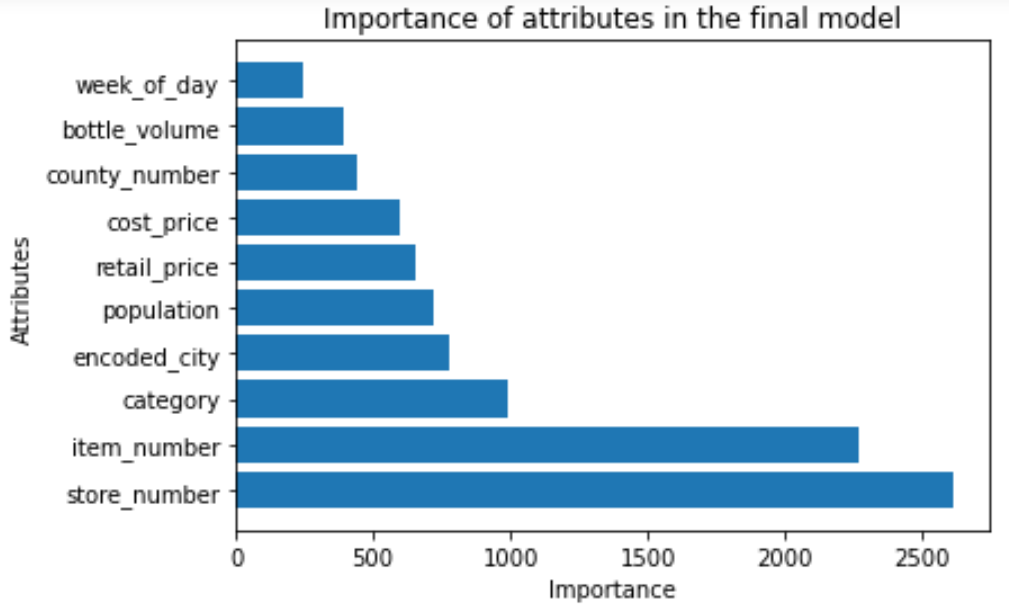 Importance of attributes in the final model
week_of_day
bottle_volume
county_number
cost_price
retail_price
population
encoded_city
category
item_number
store_number
Attributes
0 500 1000 1500 2000 2500
Importance